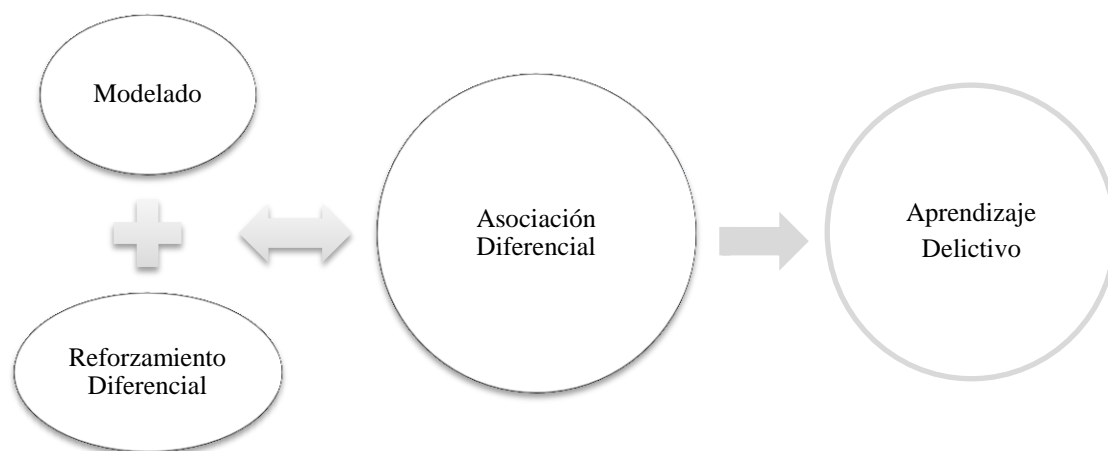 Modelado
Reforzamiento
Diferencial
Asociación
Diferencial
Aprendizaje
Delictivo